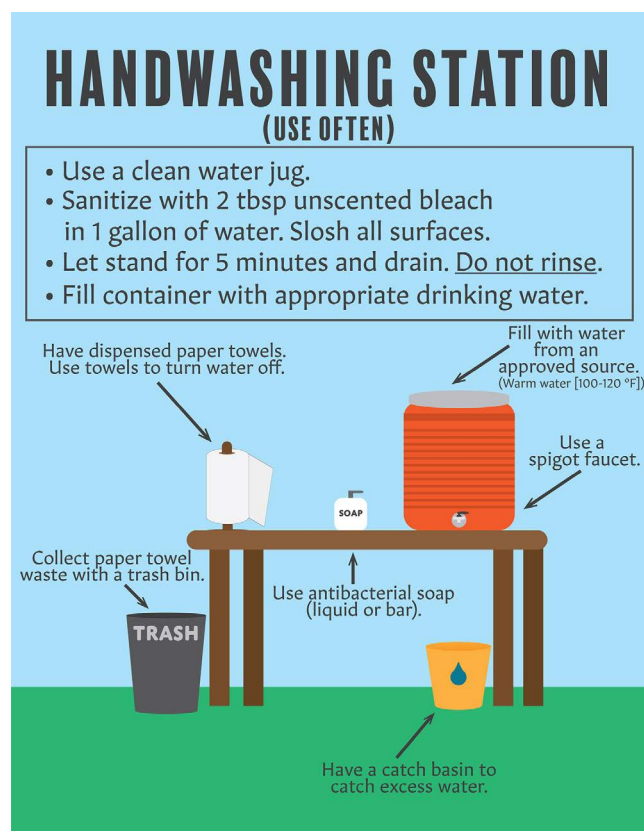 HANDWASHING STATION
(USE OFTEN)
• Use a clean water jug.
• Sanitize with 2 tbsp unscented bleach
in 1 gallon of water. Slosh all surfaces.
• Let stand for 5 minutes and drain. Do not rinse.
• Fill container with appropriate drinking water.
Have dispensed paper towels.
Use towels to turn water off.
Fill with water
from an
approved source.
(Warm water [100-120 °F])
Use a
spigot faucet.
SOAP
Collect paper towel
waste with a trash bin.
Use antibacterial soap
(liquid or bar).
TRASH
Have a catch basin to
catch excess water.